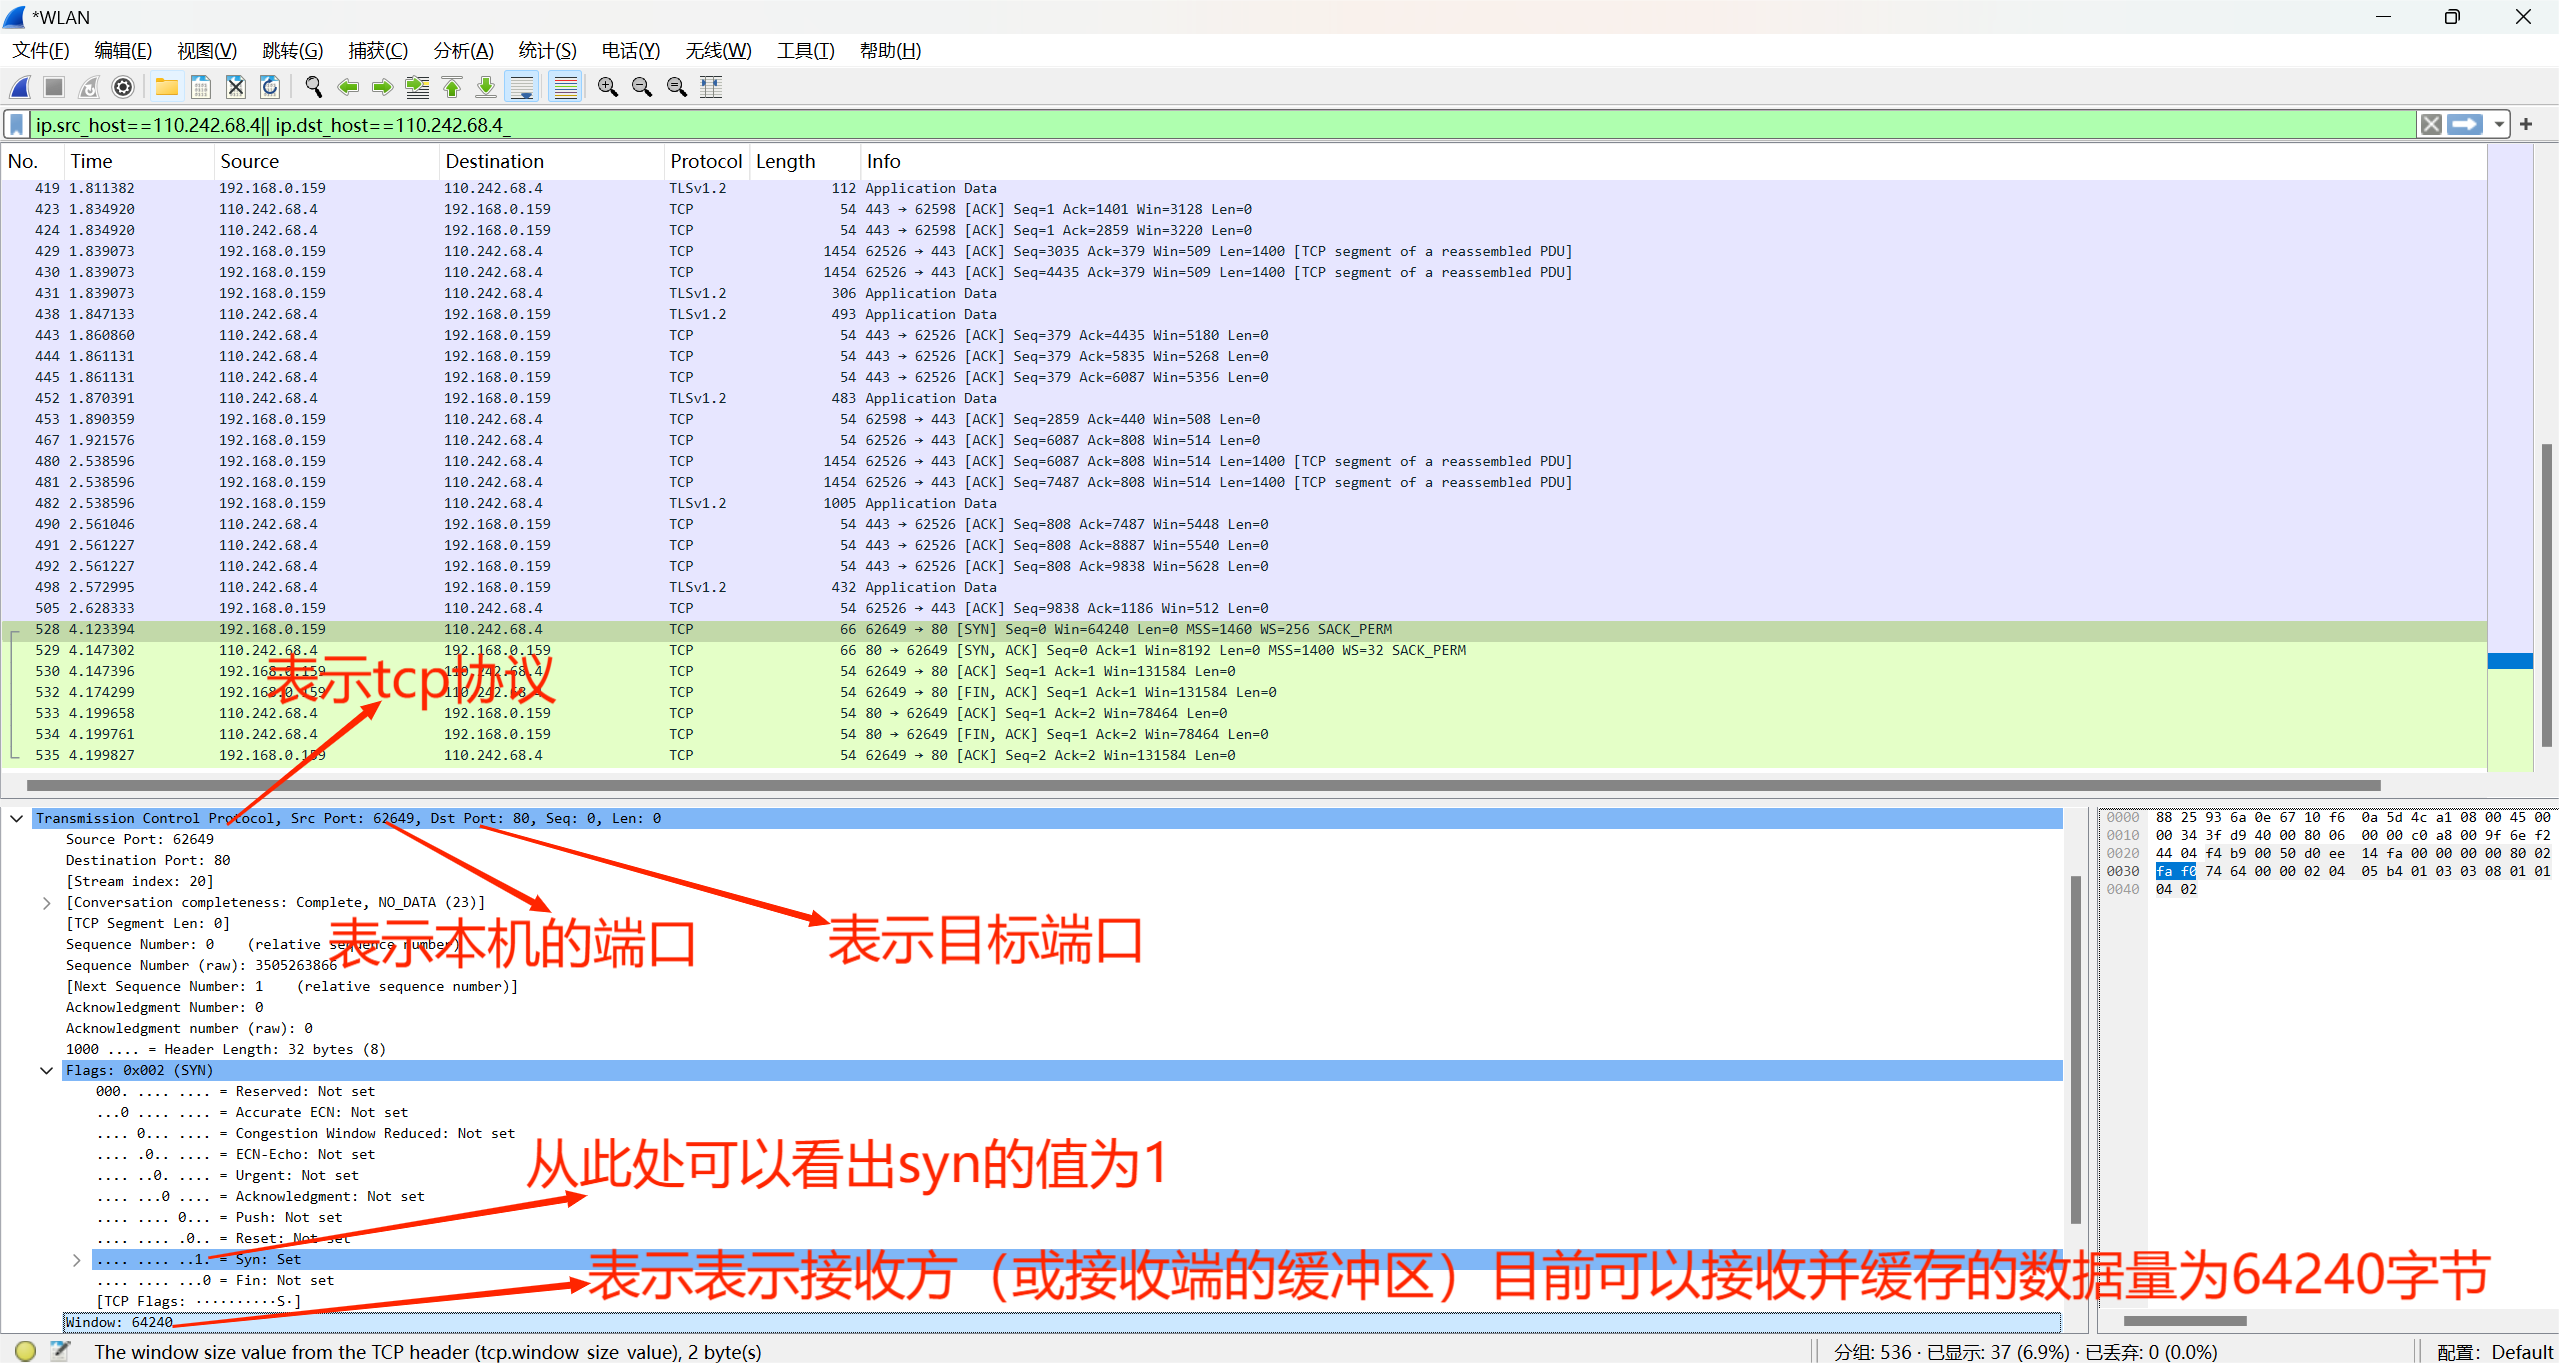 *WLAN
文件(F) 编辑(E) 视图(V) 跳转(G) 捕获(C) 分析(A) 统计(S) 电话(Y) 无线(W) 工具(T) 帮助(H)
ip.src_host==110.242.68.4|| ip.dst_host==110.242.68.4_
No. Time Source Destination Protocol Length Info
419 1.811382 192.168.0.159 110.242.68.4 TLSv1.2 112 Application Data
423 1.834920 110.242.68.4 192.168.0.159 TCP 54 443 → 62598 [ACK] Seq=1 Ack=1401 Win=3128 Len=0
424 1.834920 110.242.68.4 192.168.0.159 TCP 54 443 → 62598 [ACK] Seq=1 Ack=2859 Win=3220 Len=0
429 1.839073 192.168.0.159 110.242.68.4 TCP 1454 62526 → 443 [ACK] Seq=3035 Ack=379 Win=509 Len=1400 [TCP segment of a reassembled PDU]
430 1.839073 192.168.0.159 110.242.68.4 TCP 1454 62526 → 443 [ACK] Seq=4435 Ack=379 Win=509 Len=1400 [TCP segment of a reassembled PDU]
431 1.839073 192.168.0.159 110.242.68.4 TLSv1.2 306 Application Data
438 1.847133 110.242.68.4 192.168.0.159 TLSv1.2 493 Application Data
443 1.860860 110.242.68.4 192.168.0.159 TCP 54 443 → 62526 [ACK] Seq=379 Ack=4435 Win=5180 Len=0
444 1.861131 110.242.68.4 192.168.0.159 TCP 54 443 → 62526 [ACK] Seq=379 Ack=5835 Win=5268 Len=0
445 1.861131 110.242.68.4 192.168.0.159 TCP 54 443 → 62526 [ACK] Seq=379 Ack=6087 Win=5356 Len=0
452 1.870391 110.242.68.4 192.168.0.159 TLSv1.2 483 Application Data
453 1.890359 192.168.0.159 110.242.68.4 TCP 54 62598 → 443 [ACK] Seq=2859 Ack=440 Win=508 Len=0
467 1.921576 192.168.0.159 110.242.68.4 TCP 54 62526 → 443 [ACK] Seq=6087 Ack=808 Win=514 Len=0
480 2.538596 192.168.0.159 110.242.68.4 TCP 1454 62526 → 443 [ACK] Seq=6087 Ack=808 Win=514 Len=1400 [TCP segment of a reassembled PDU]
481 2.538596 192.168.0.159 110.242.68.4 TCP 1454 62526 → 443 [ACK] Seq=7487 Ack=808 Win=514 Len=1400 [TCP segment of a reassembled PDU]
482 2.538596 192.168.0.159 110.242.68.4 TLSv1.2 1005 Application Data
490 2.561046 110.242.68.4 192.168.0.159 TCP 54 443 → 62526 [ACK] Seq=808 Ack=7487 Win=5448 Len=0
491 2.561227 110.242.68.4 192.168.0.159 TCP 54 443 → 62526 [ACK] Seq=808 Ack=8887 Win=5540 Len=0
492 2.561227 110.242.68.4 192.168.0.159 TCP 54 443 → 62526 [ACK] Seq=808 Ack=9838 Win=5628 Len=0
498 2.572995 110.242.68.4 192.168.0.159 TLSv1.2 432 Application Data
505 2.628333 192.168.0.159 110.242.68.4 TCP 54 62526 → 443 [ACK] Seq=9838 Ack=1186 Win=512 Len=0
528 4.123394 192.168.0.159 110.242.68.4 TCP 66 62649 → 80 [SYN] Seq=0 Win=64240 Len=0 MSS=1460 WS=256 SACK_PERM
529 4.147302 110.242.68.4 192.168.0.159 TCP 66 80 → 62649 [SYN, ACK] Seq=0 Ack=1 Win=8192 Len=0 MSS=1400 WS=32 SACK_PERM
530 4.147396 192.168.0.159 110.242.68.4 TCP 54 62649 → 80 [ACK] Seq=1 Ack=1 Win=131584 Len=0
532 4.174299 192.168.0.159 110.242.68.4 TCP 54 62649 → 80 [FIN, ACK] Seq=1 Ack=1 Win=131584 Len=0
533 4.199658 110.242.68.4 192.168.0.159 TCP 54 80 → 62649 [ACK] Seq=1 Ack=2 Win=78464 Len=0
534 4.199761 110.242.68.4 192.168.0.159 TCP 54 80 → 62649 [FIN, ACK] Seq=1 Ack=2 Win=78464 Len=0
535 4.199827 192.168.0.159 110.242.68.4 TCP 54 62649 → 80 [ACK] Seq=2 Ack=2 Win=131584 Len=0
表示tcp协议
Transmission Control Protocol, Src Port: 62649, Dst Port: 80, Seq: 0, Len: 0
Source Port: 62649
Destination Port: 80
[Stream index: 20]
[Conversation completeness: Complete, NO_DATA (23)]
[TCP Segment Len: 0]
Sequence Number: 0 (relative sequence number)
Sequence Number (raw): 3505263866
[Next Sequence Number: 1 (relative sequence number)]
Acknowledgment Number: 0
Acknowledgment number (raw): 0
1000 .... = Header Length: 32 bytes (8)
Flags: 0x002 (SYN)
000. .... .... = Reserved: Not set
...0 .... .... = Accurate ECN: Not set
.... 0... .... = Congestion Window Reduced: Not set
.... .0.. .... = ECN-Echo: Not set
.... ..0. .... = Urgent: Not set
.... ...0 .... = Acknowledgment: Not set
.... .... 0... = Push: Not set
.... .... .0.. = Reset: Not set
.... .... ..1. = Syn: Set
.... .... ...0 = Fin: Not set
[TCP Flags: ··········S·]
Window: 64240
表示本机的端口
表示目标端口
从此处可以看出syn的值为1
表示表示接收方（或接收端的缓冲区）目前可以接收并缓存的数据量为64240字节
0000 88 25 93 6a 0e 67 10 f6 0a 5d 4c a1 08 00 45 00
0010 00 34 3f d9 40 00 80 06 00 00 c0 a8 00 9f 6e f2
0020 44 04 f4 b9 00 50 d0 ee 14 fa 00 00 00 00 80 02
0030 fa f0 74 64 00 00 02 04 05 b4 01 03 03 08 01 01
0040 04 02
The window size value from the TCP header (tcp.window_size_value), 2 byte(s)
分组: 536 · 已显示: 37 (6.9%) · 已丢弃: 0 (0.0%)
配置: Default